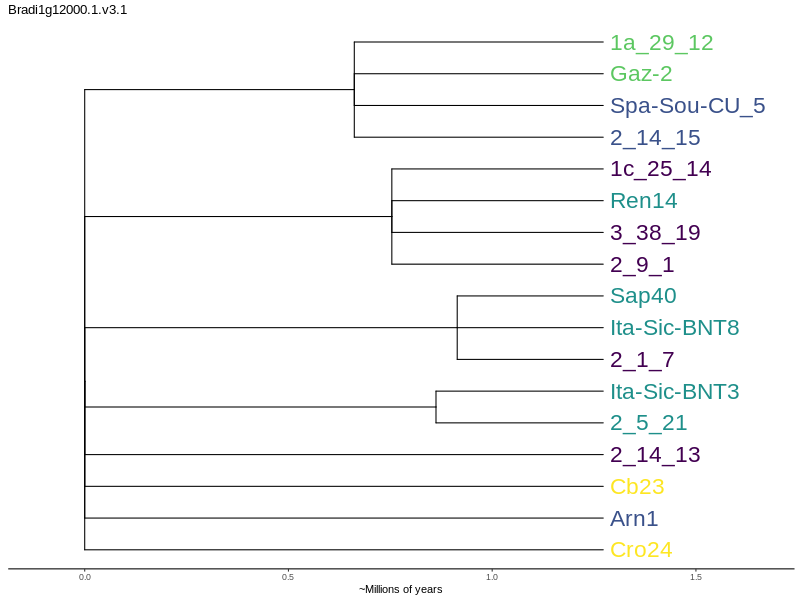 Bradi1g12000.1.v3.1
1a_29_12
Gaz-2
Spa-Sou-CU_5
2_14_15
1c_25_14
Ren14
3_38_19
2_9_1
Sap40
Ita-Sic-BNT8
2_1_7
Ita-Sic-BNT3
2_5_21
2_14_13
Cb23
Arn1
Cro24
0.0 0.5 1.0 1.5
~Millions of years